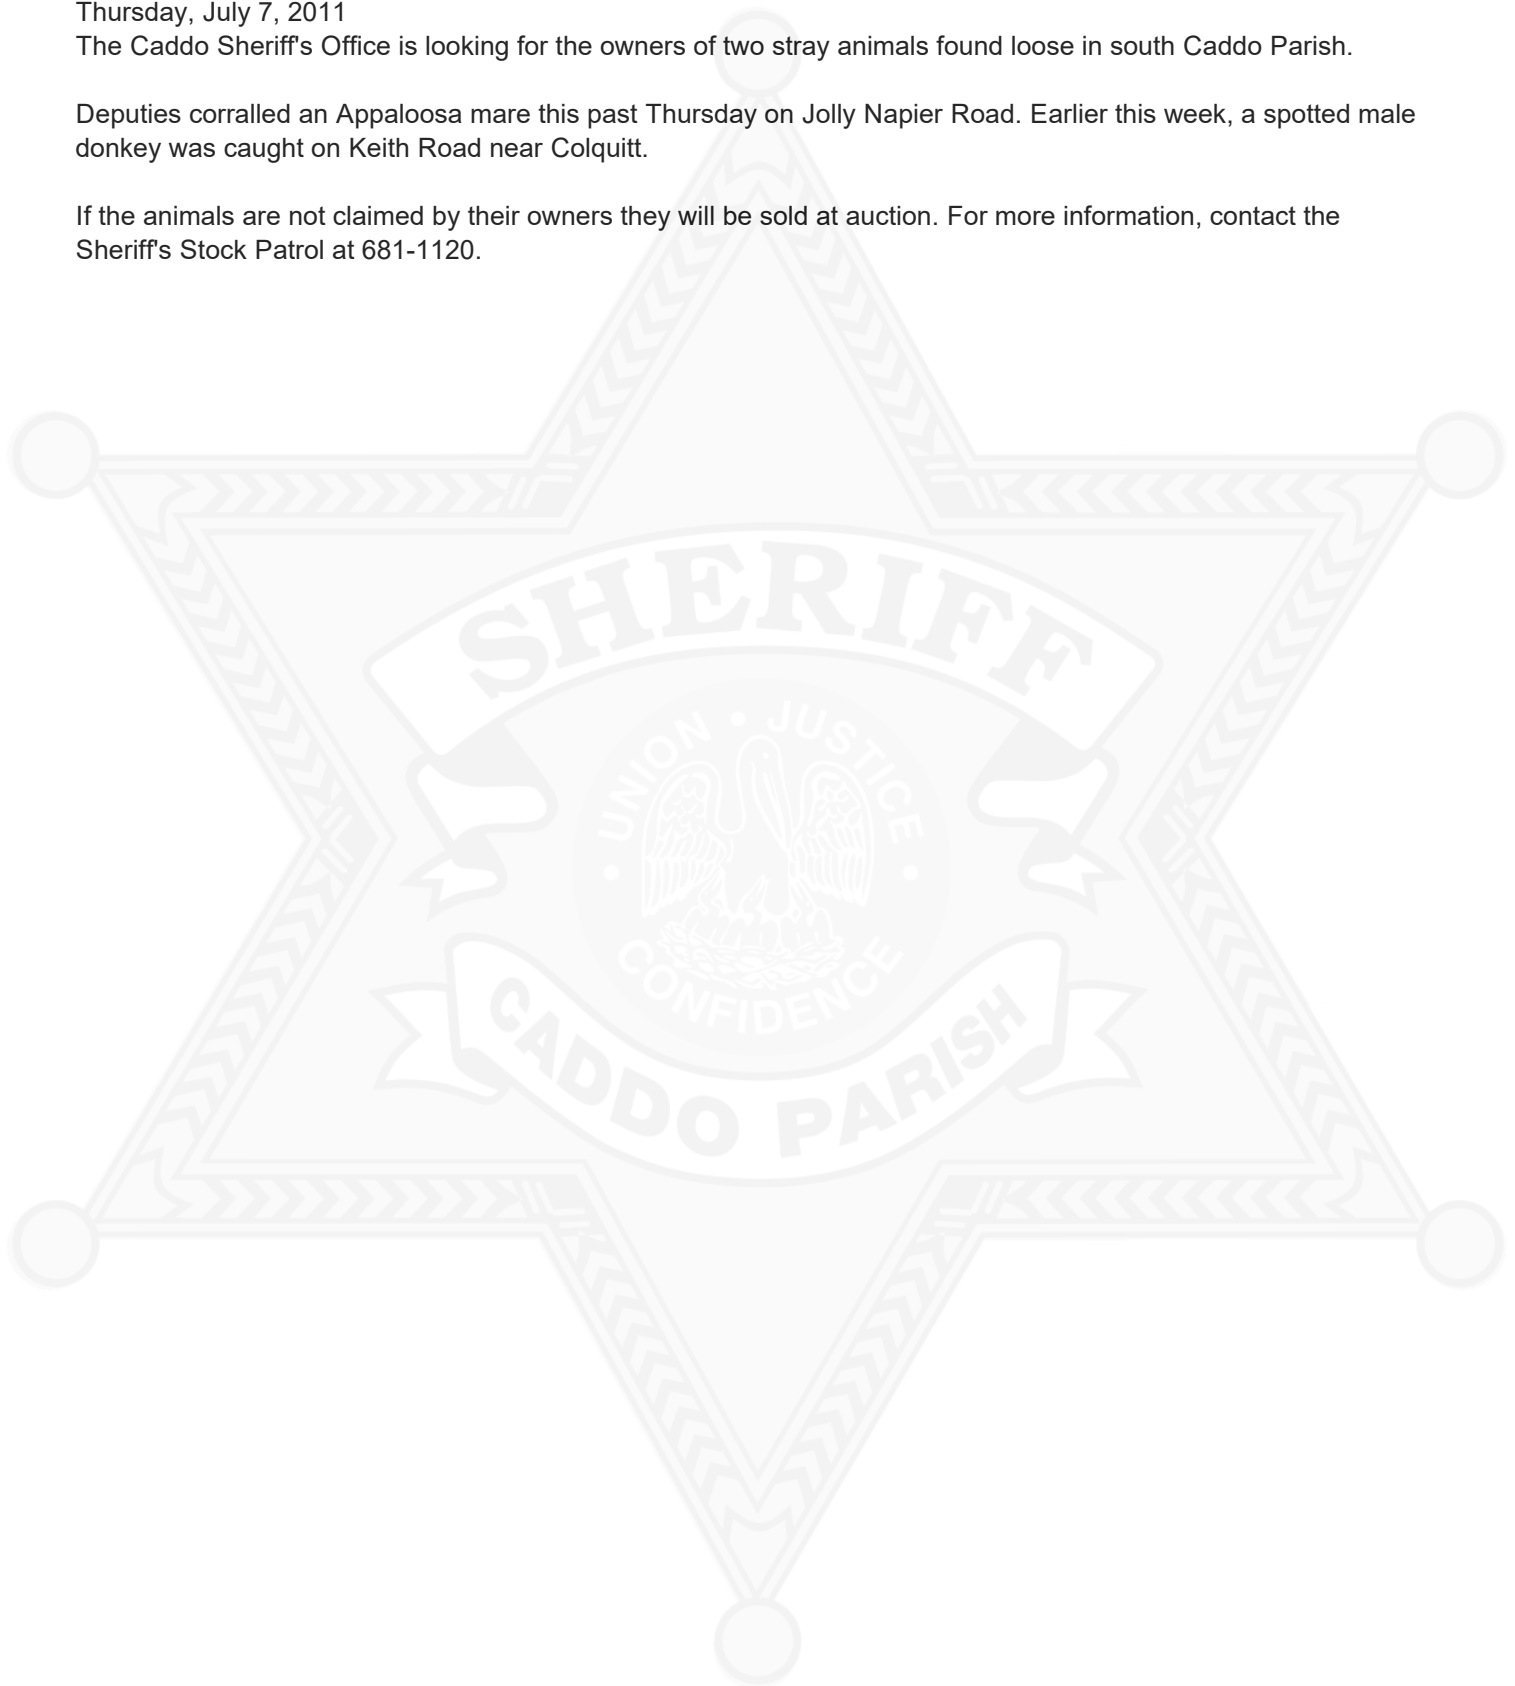 Thursday, July 7, 2011
The Caddo Sheriff's Office is looking for the owners of two stray animals found loose in south Caddo Parish.
Deputies corralled an Appaloosa mare this past Thursday on Jolly Napier Road. Earlier this week, a spotted male
donkey was caught on Keith Road near Colquitt.
If the animals are not claimed by their owners they will be sold at auction. For more information, contact the
Sheriff's Stock Patrol at 681-1120.
SHERIFF
UNION • JUSTICE
• CONFIDENCE •
CADDO PARISH